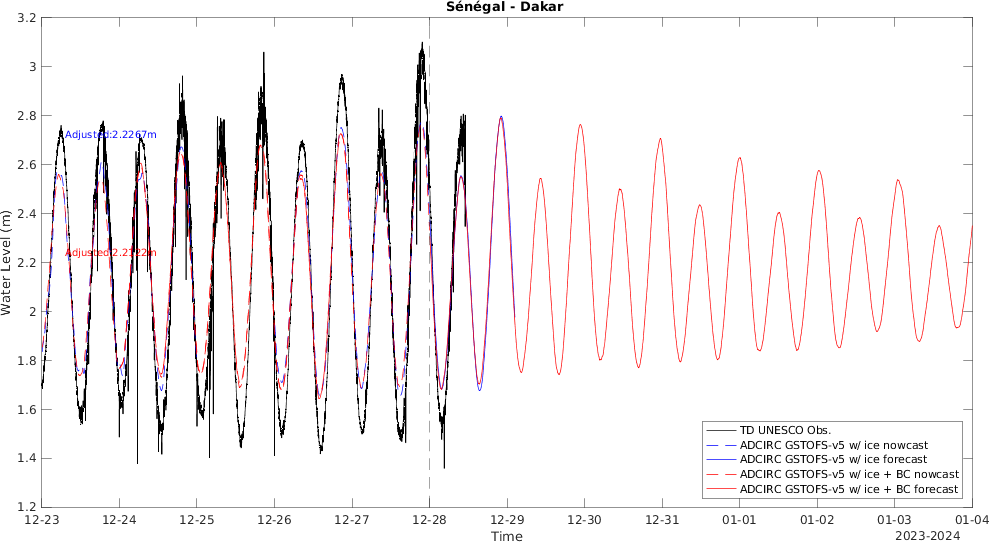 Sénégal - Dakar
3.2
3
2.8
2.6
2.4
2.2
2
1.8
1.6
1.4
1.2
Water Level (m)
Adjusted:2.2267m
TD UNESCO Obs.
ADCIRC GSTOFS-v5 w/ ice nowcast
ADCIRC GSTOFS-v5 w/ ice forecast
ADCIRC GSTOFS-v5 w/ ice + BC nowcast
ADCIRC GSTOFS-v5 w/ ice + BC forecast
12-23 12-24 12-25 12-26 12-27 12-28 12-29 12-30 12-31 01-01 01-02 01-03 01-04
Time
2023-2024